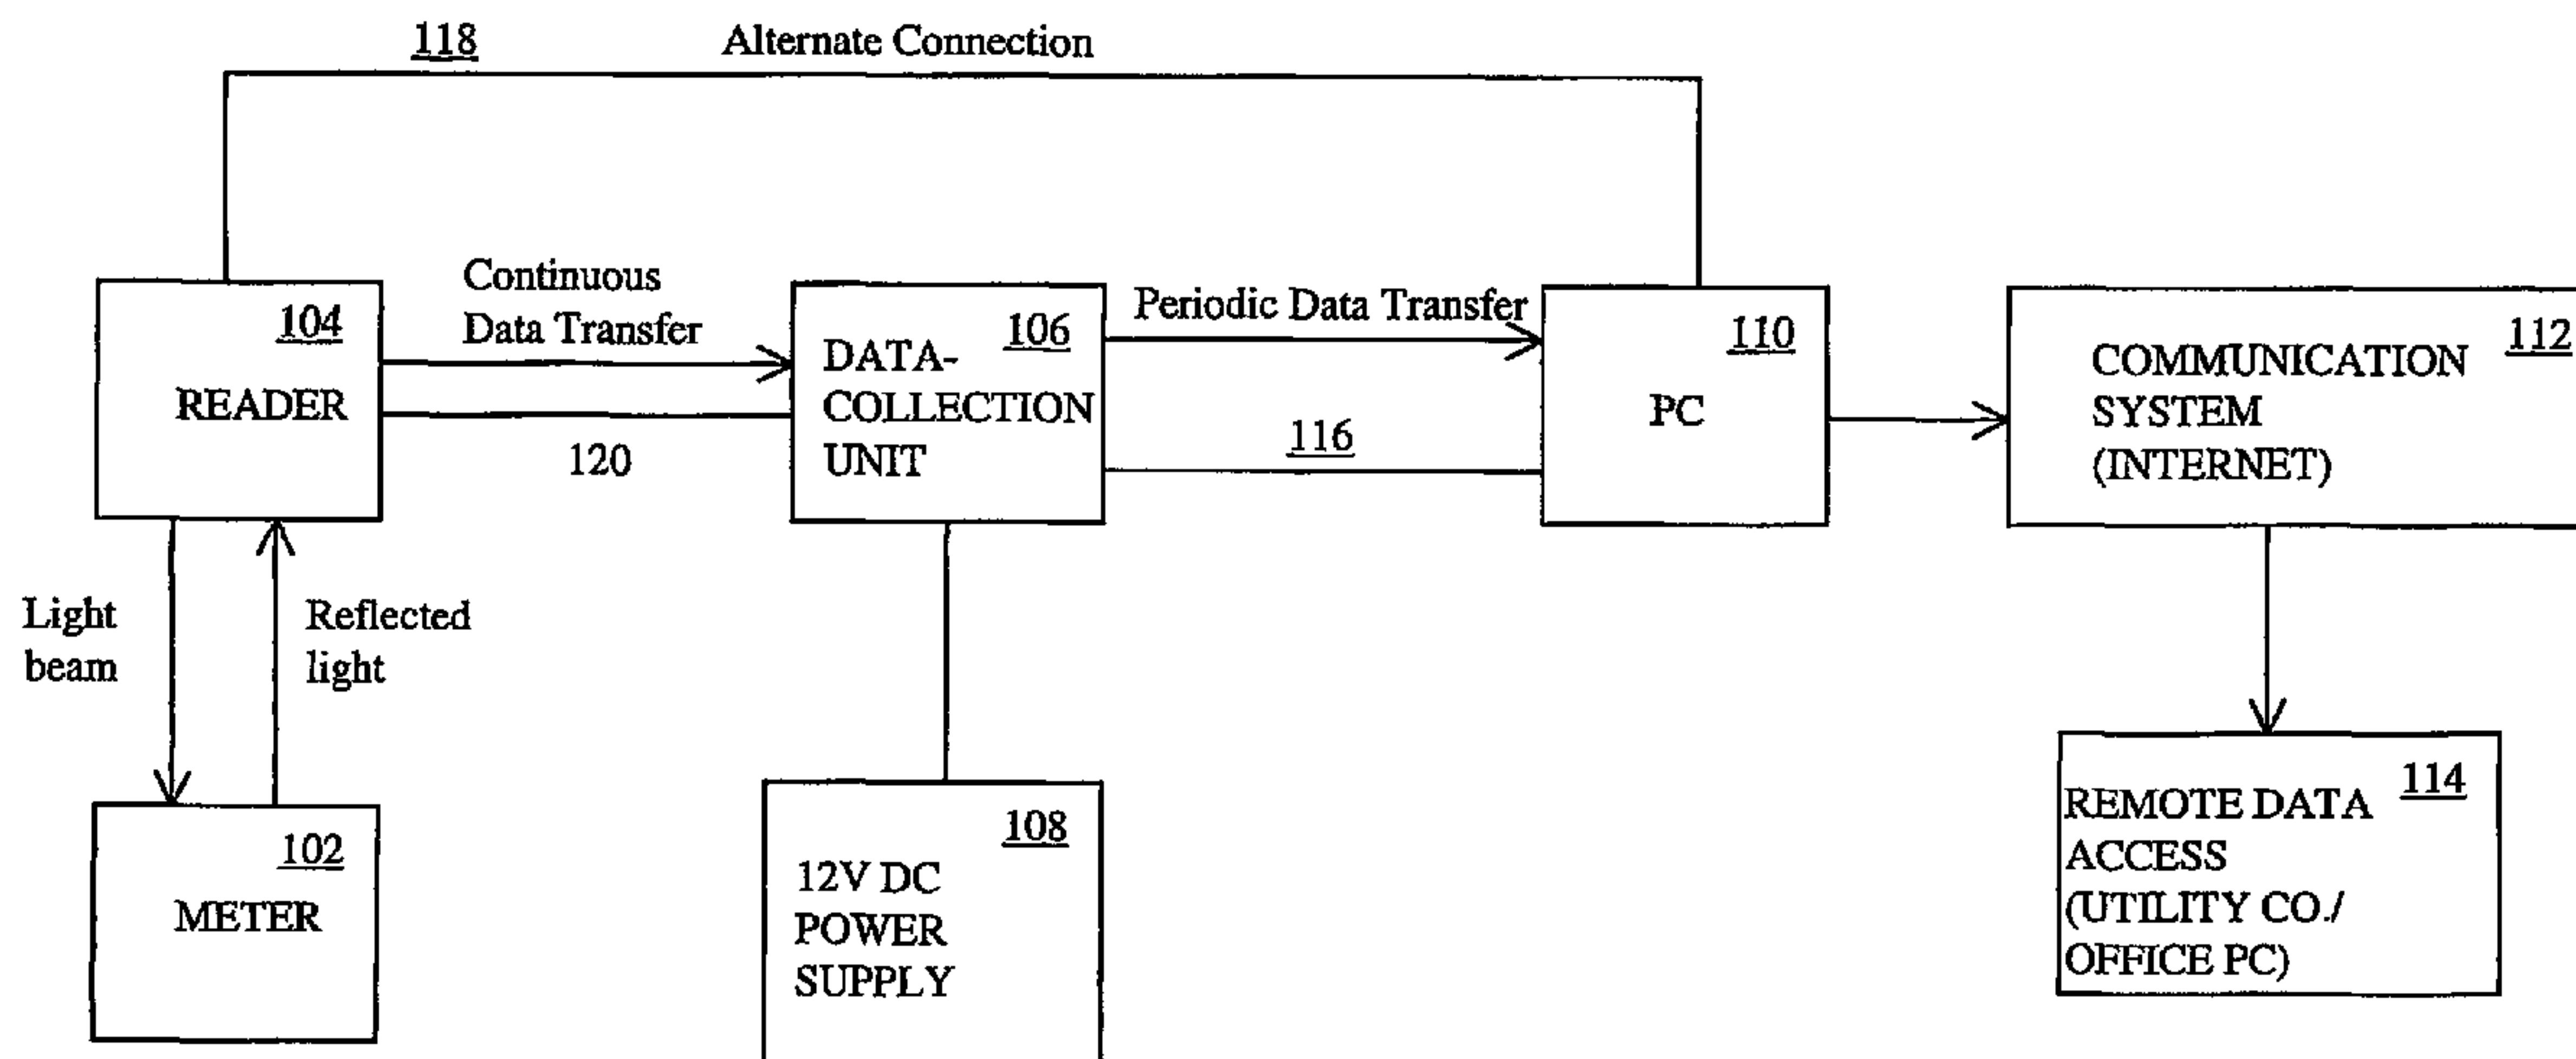 118
Alternate Connection
Continuous
Data Transfer
Periodic Data Transfer
104
READER
106
DATA-
COLLECTION
UNIT
110
PC
112
COMMUNICATION
SYSTEM
(INTERNET)
120
116
Light
beam
Reflected
light
102
METER
108
12V DC
POWER
SUPPLY
114
REMOTE DATA
ACCESS
(UTILITY CO./
OFFICE PC)